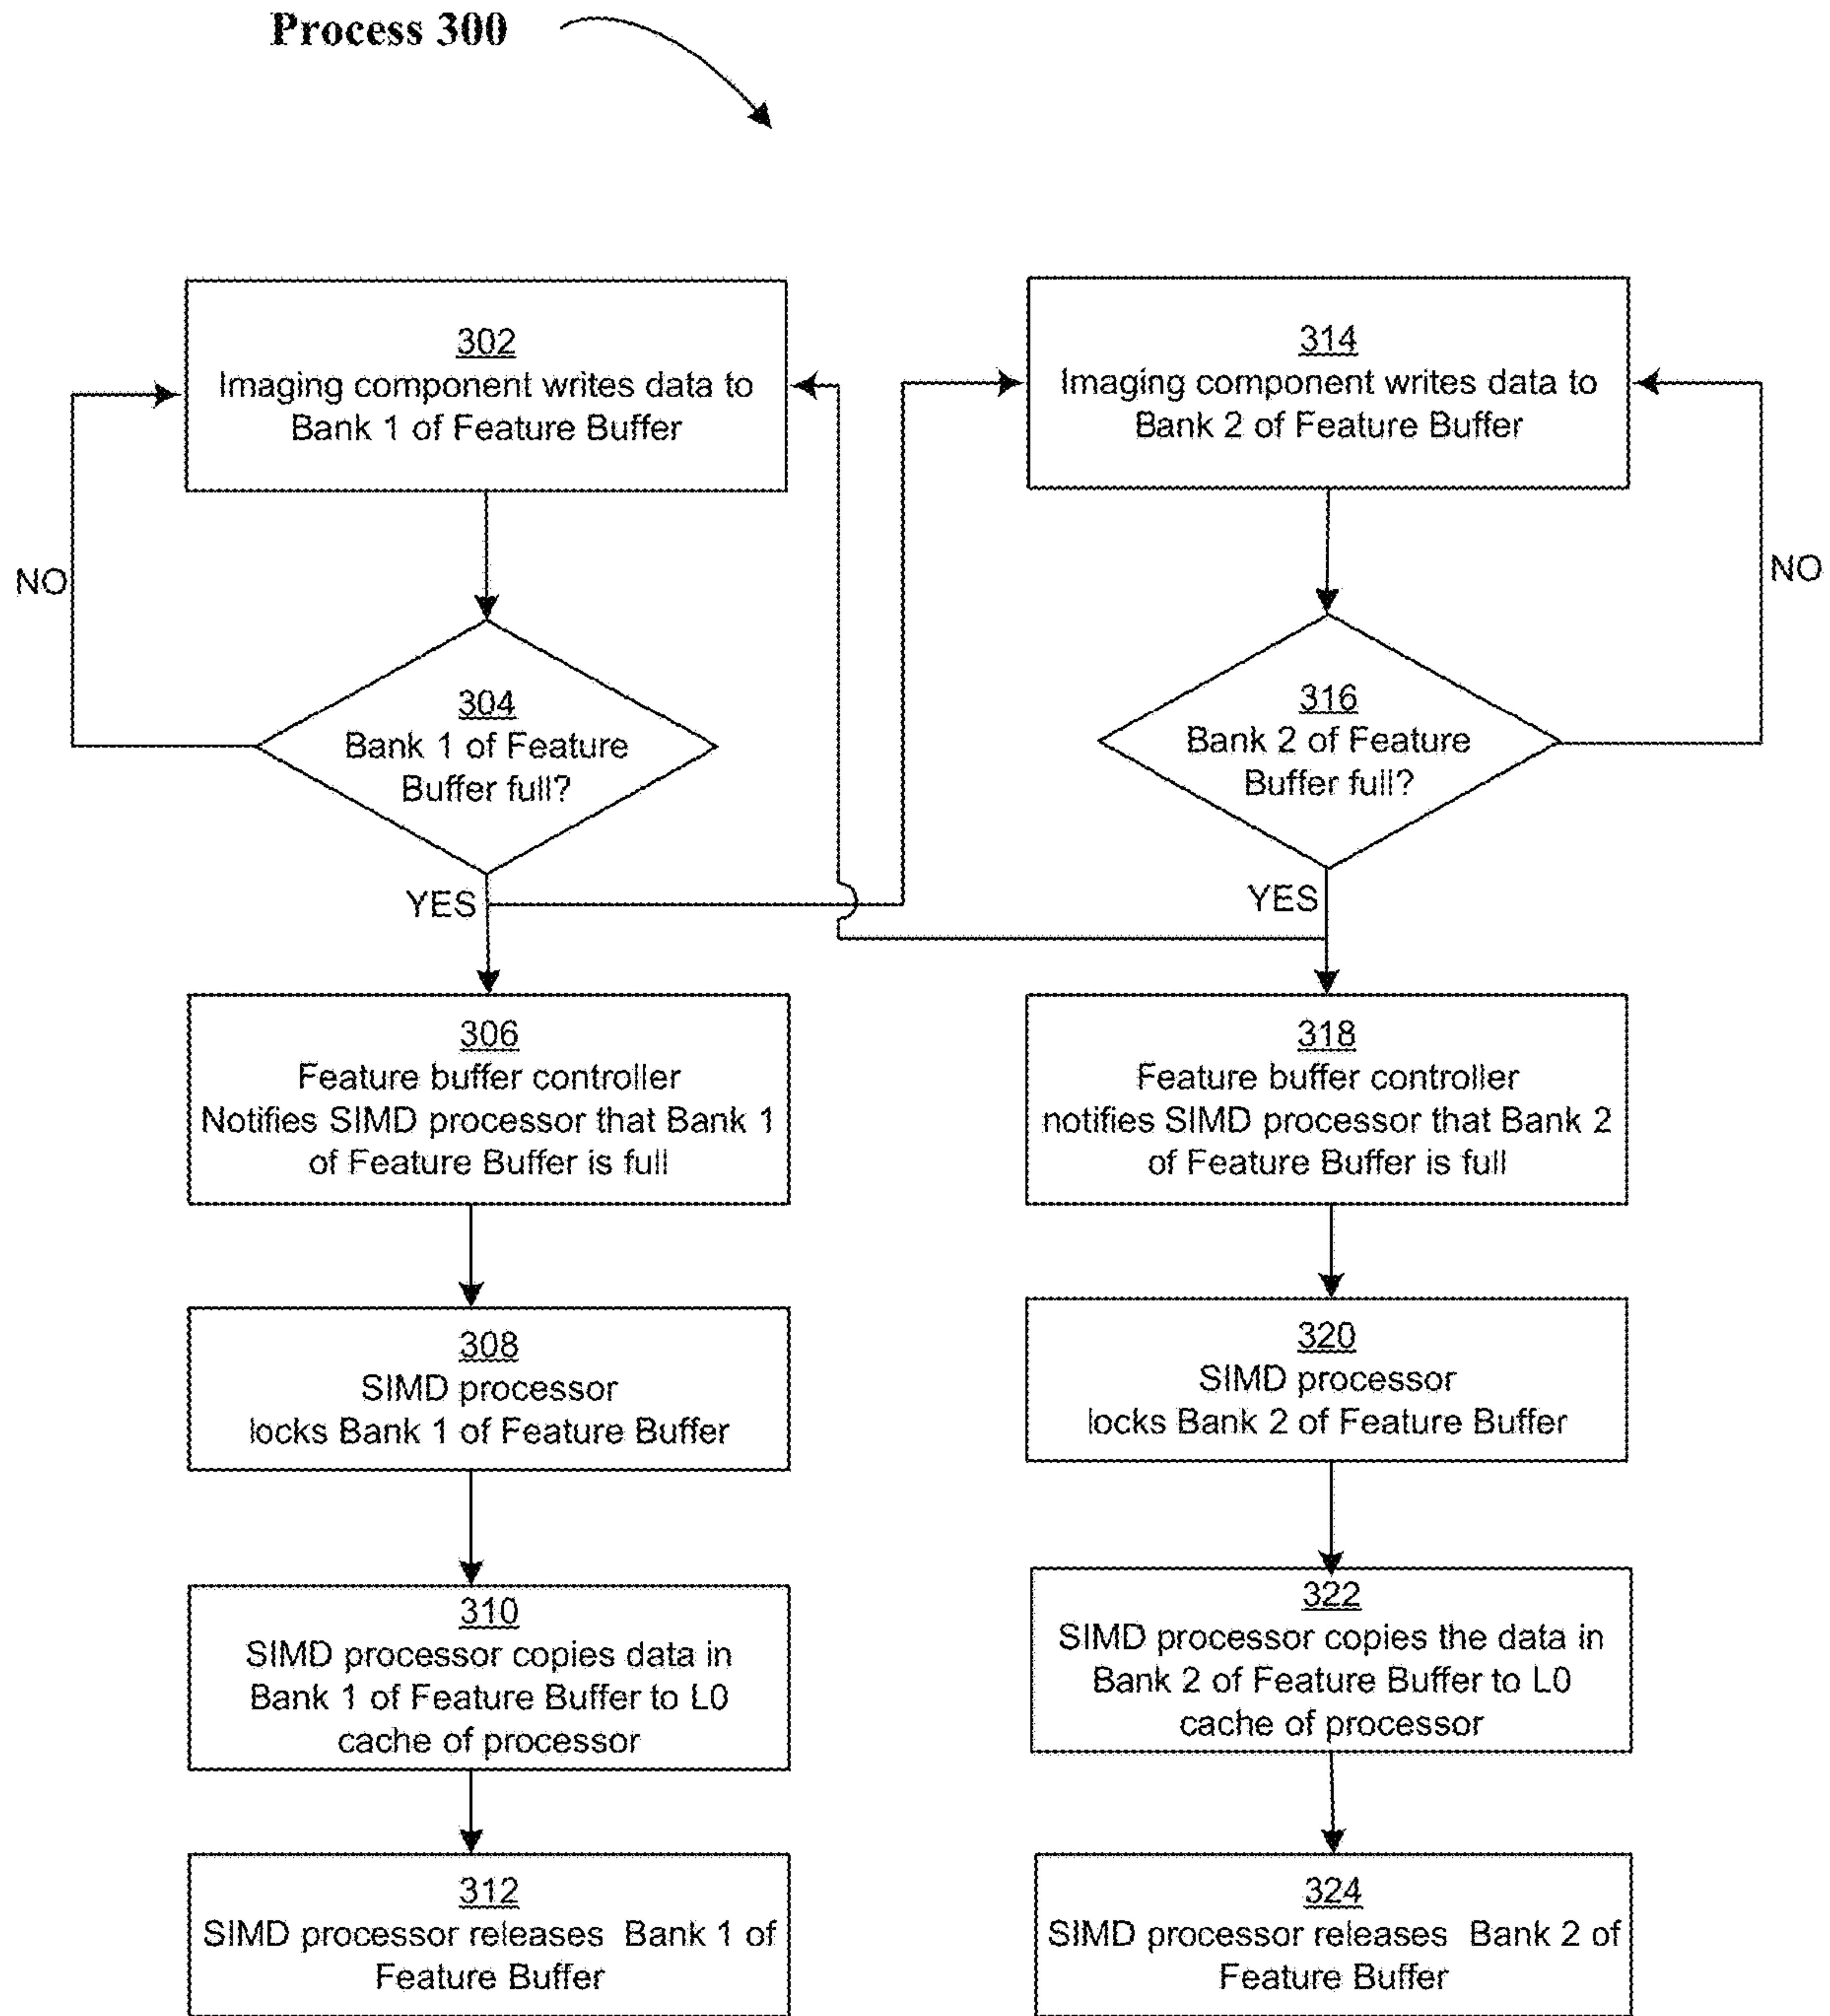 Process 300
302
Imaging component writes data to
Bank 1 of Feature Buffer
314
Imaging component writes data to
Bank 2 of Feature Buffer
NO
NO
304
Bank 1 of Feature
Buffer full?
316
Bank 2 of Feature
Buffer full?
YES
YES
306
Feature buffer controller
Notifies SIMD processor that Bank 1
of Feature Buffer is full
318
Feature buffer controller
notifies SIMD processor that Bank 2
of Feature Buffer is full
308
SIMD processor
locks Bank 1 of Feature Buffer
320
SIMD processor
locks Bank 2 of Feature Buffer
310
SIMD processor copies data in
Bank 1 of Feature Buffer to L0
cache of processor
322
SIMD processor copies the data in
Bank 2 of Feature Buffer to L0
cache of processor
312
SIMD processor releases Bank 1 of
Feature Buffer
324
SIMD processor releases Bank 2 of
Feature Buffer